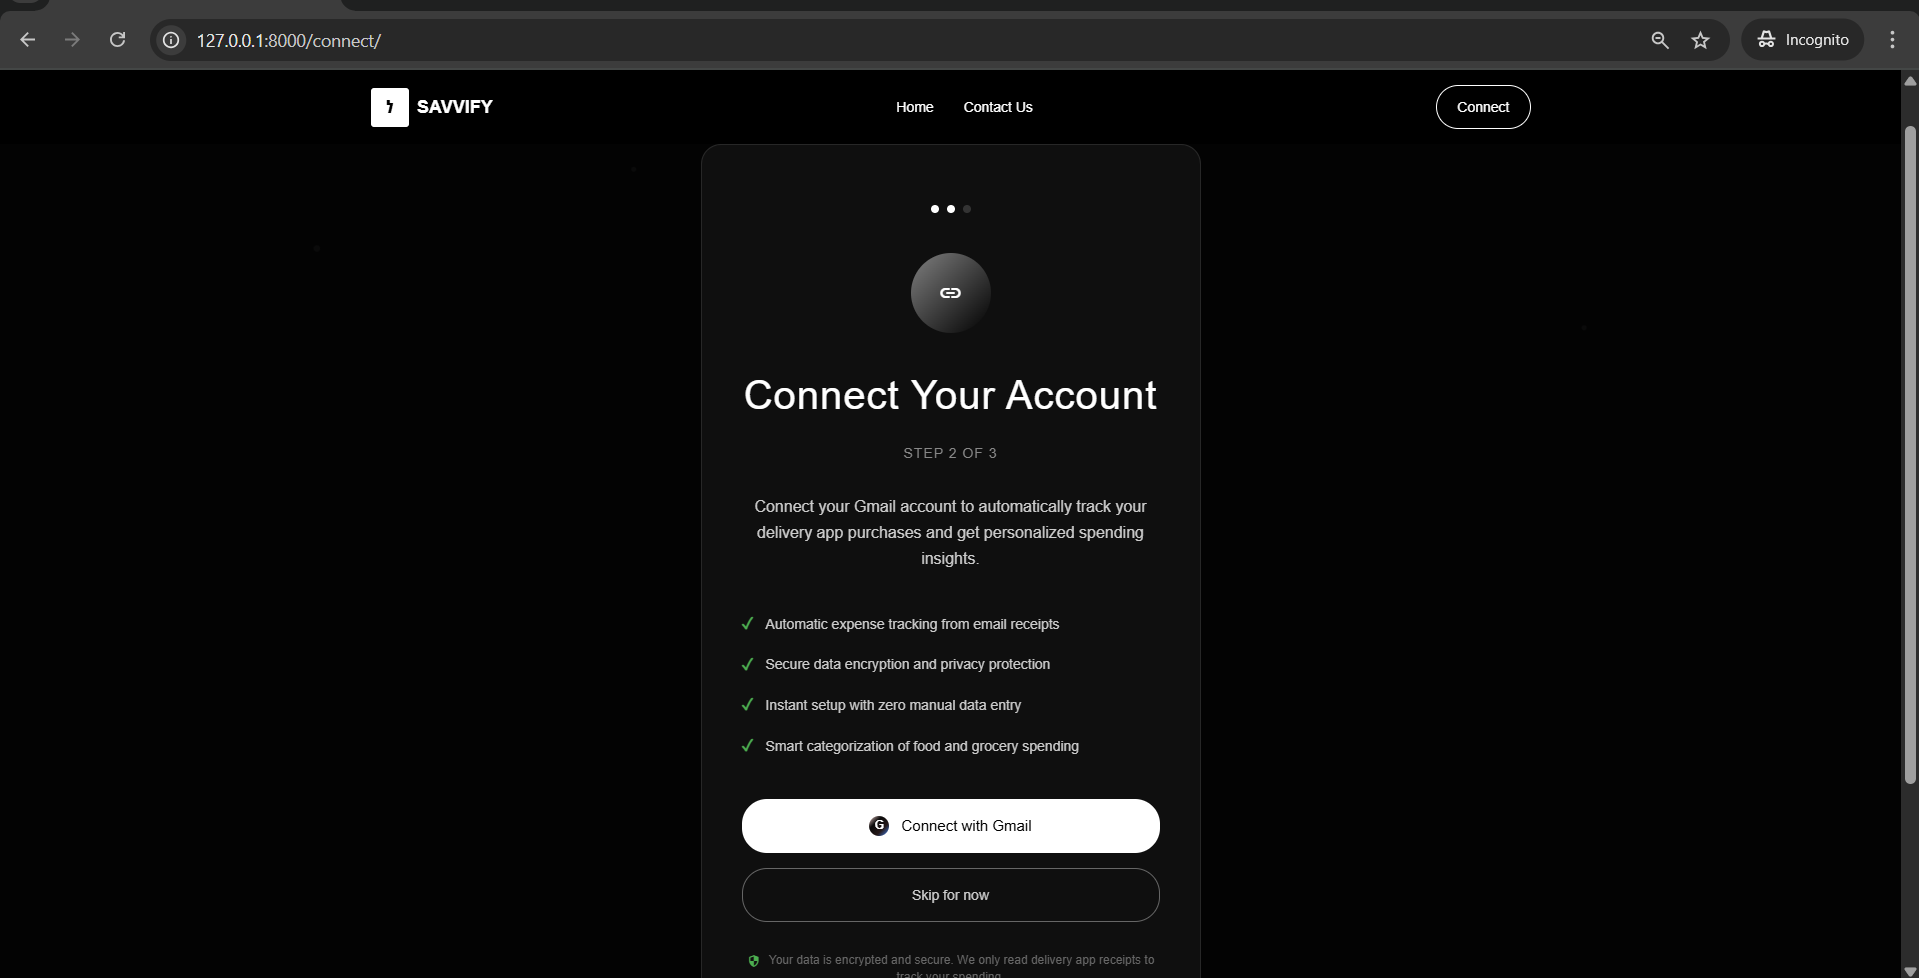 127.0.0.1:8000/connect/
Incognito
SAVVIFY
Home
Contact Us
Connect
Connect Your Account
STEP 2 OF 3
Connect your Gmail account to automatically track your
delivery app purchases and get personalized spending
insights.
✓ Automatic expense tracking from email receipts
✓ Secure data encryption and privacy protection
✓ Instant setup with zero manual data entry
✓ Smart categorization of food and grocery spending
G Connect with Gmail
Skip for now
Your data is encrypted and secure. We only read delivery app receipts to
track your spending